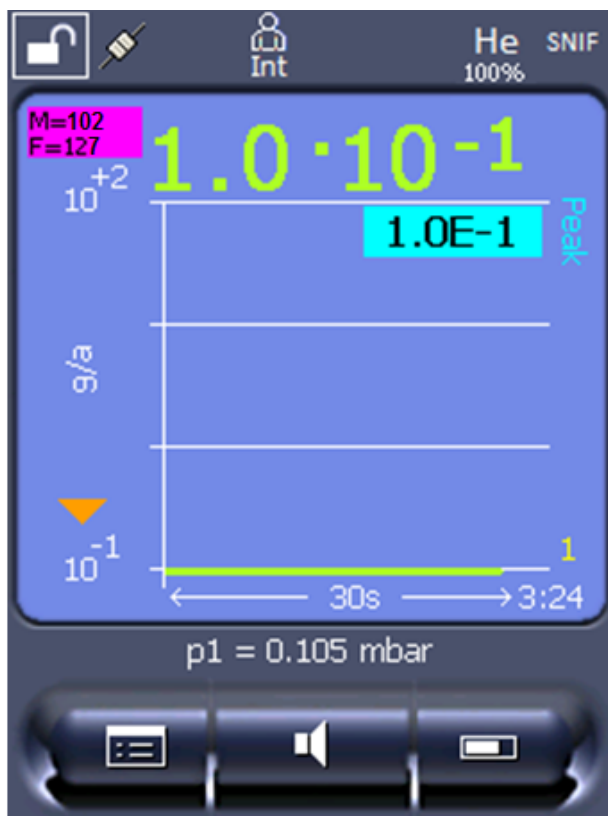 Int
He
100%
SNIF
M=102
F=127
1.0·10-1
10+2
1.0E-1
Peak
g/a
10-1
1
30s
3:24
p1 = 0.105 mbar